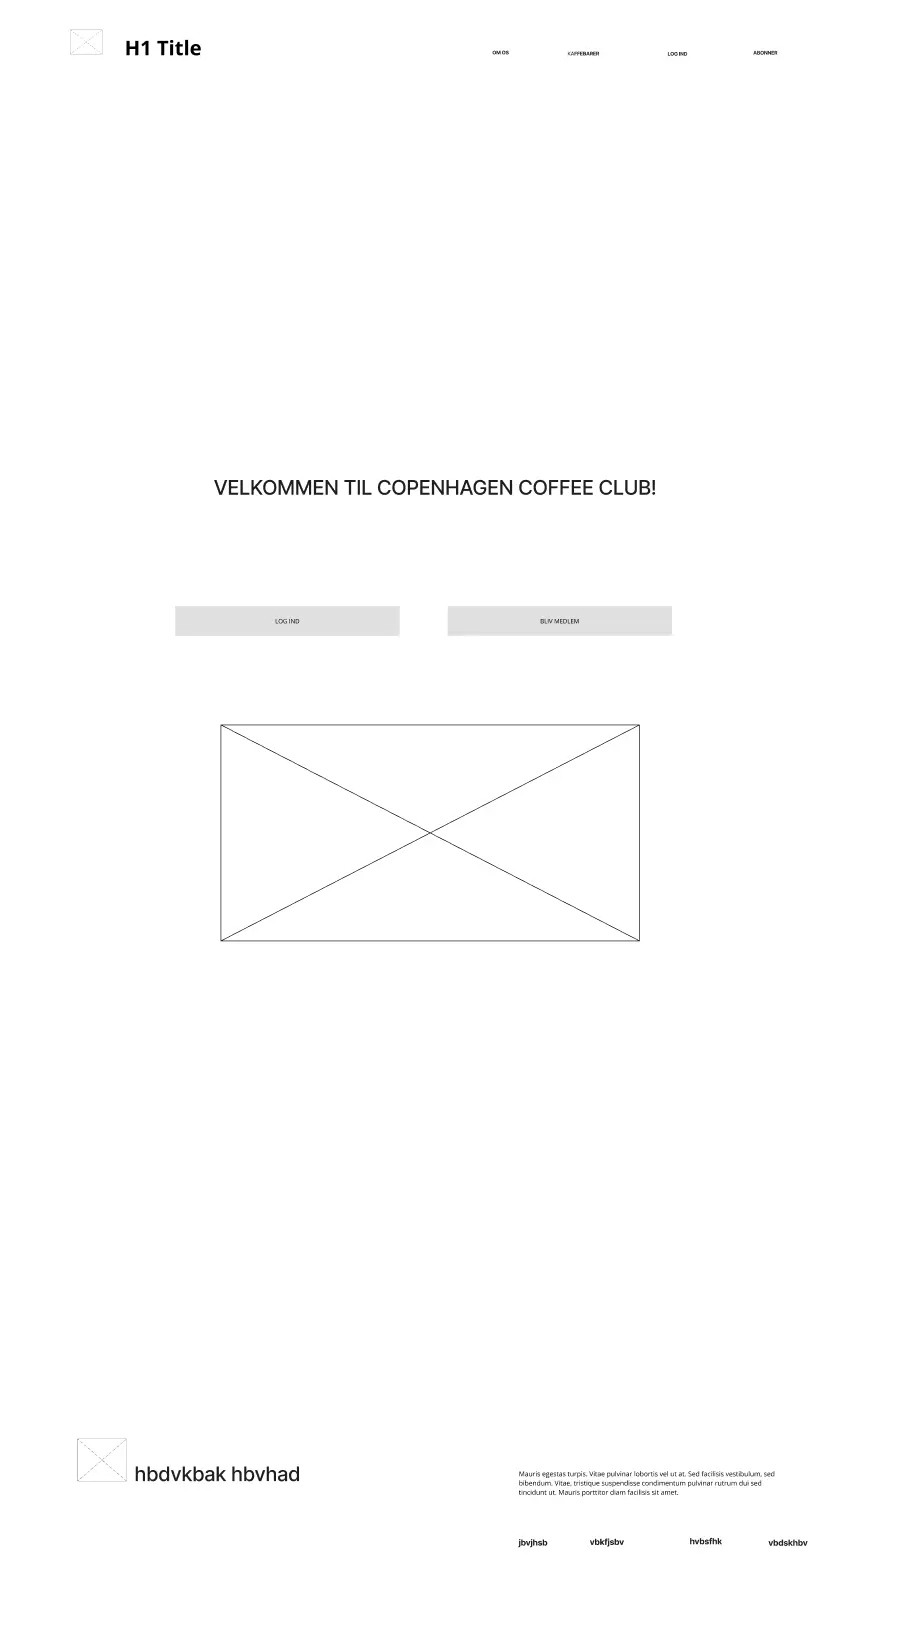 H1 Title
OM OS
KAFFEBARER
LOG IND
ABONNER
VELKOMMEN TIL COPENHAGEN COFFEE CLUB!
LOG IND
BLIV MEDLEM
hbdvkbak hbvhad
Mauris egestas turpis. Vitae pulvinar lobortis vel ut at. Sed facilisis vestibulum, sed
bibendum. Vitae, tristique suspendisse condimentum pulvinar rutrum dui sed
tincidunt ut. Mauris porttitor diam facilisis sit amet.
jbvjhsb
vbkfjsbv
hvbsfhk
vbdskhbv